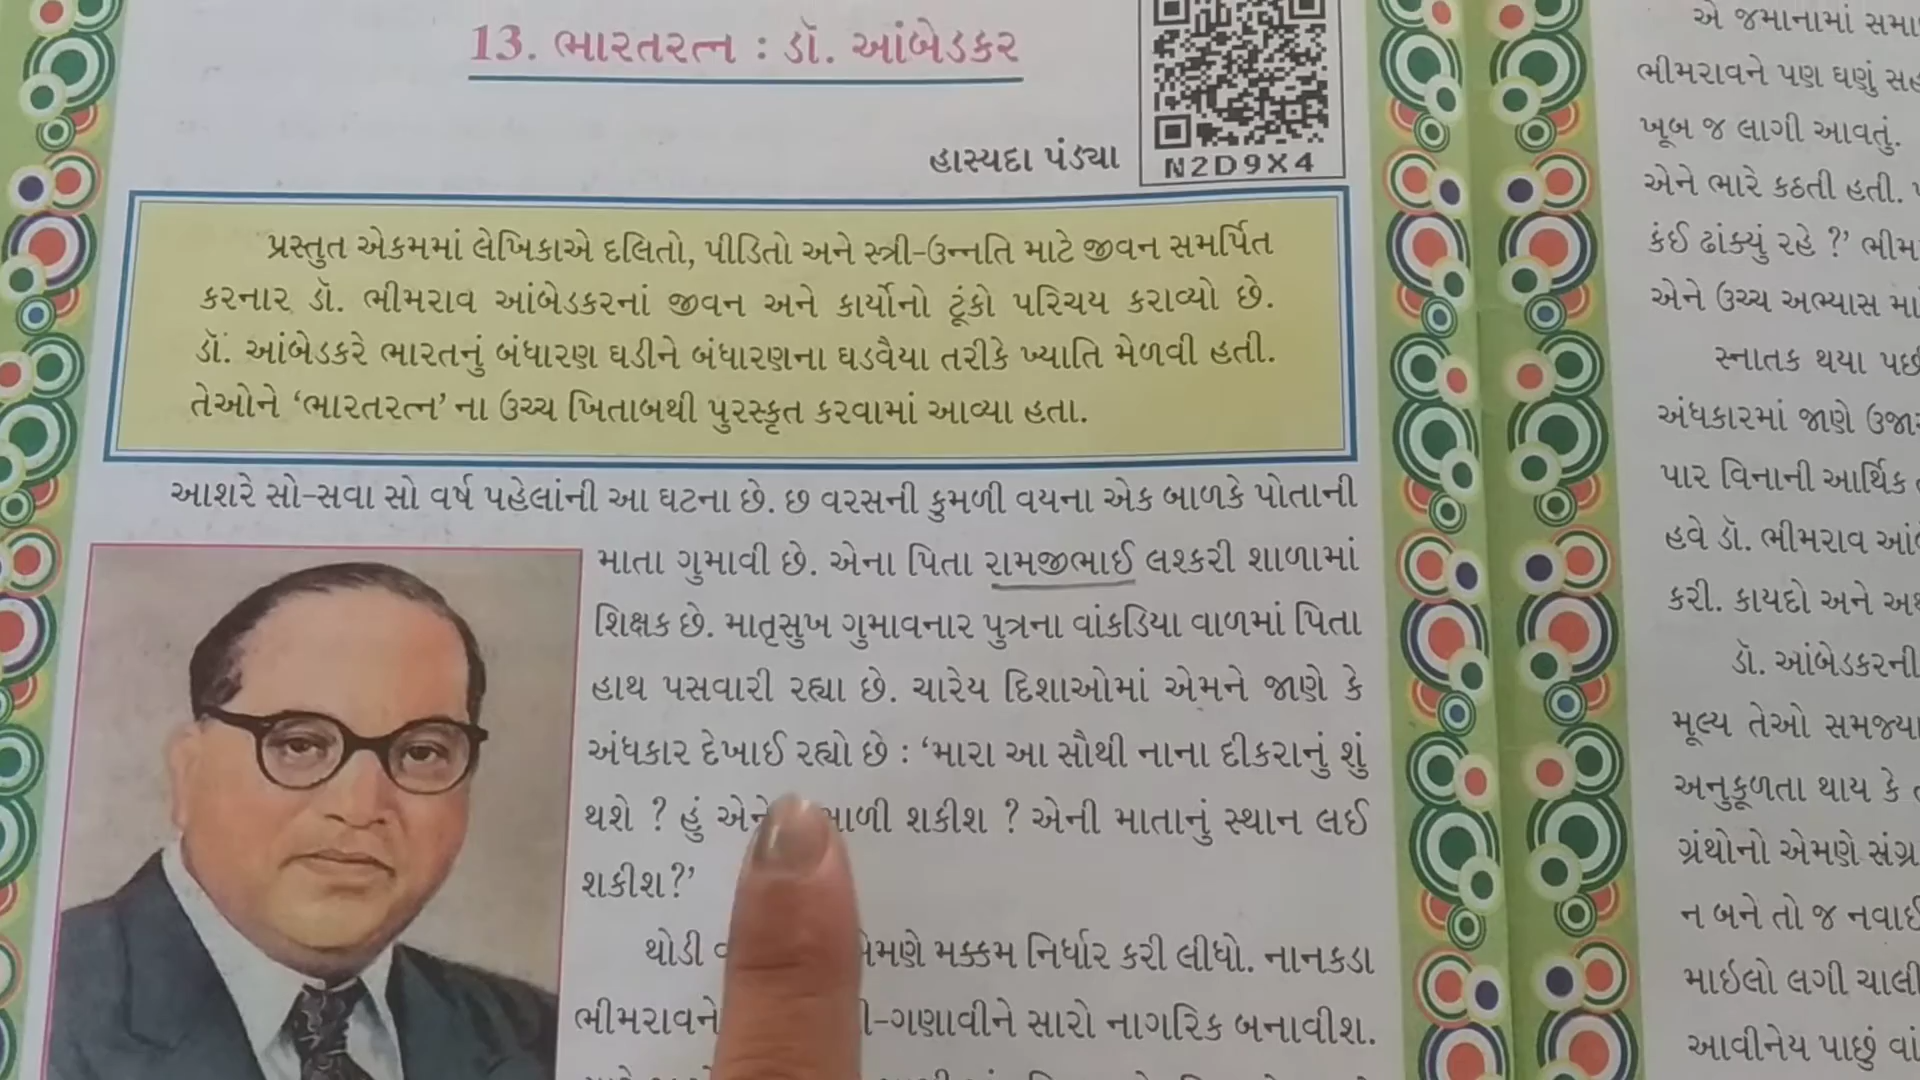 13. ભારતરત્ન : ડૉ. આંબેડકર
N2D9X4
હાસ્યદા પંડ્યા
પ્રસ્તુત એકમમાં લેખિકાએ દલિતો, પીડિતો અને સ્ત્રી-ઉન્નતિ માટે જીવન સમર્પિત
કરનાર ડૉ. ભીમરાવ આંબેડકરનાં જીવન અને કાર્યોનો ટૂંકો પરિચય કરાવ્યો છે.
ડૉ. આંબેડકરે ભારતનું બંધારણ ઘડીને બંધારણના ઘડવૈયા તરીકે ખ્યાતિ મેળવી હતી.
તેઓને ‘ભારતરત્ન’ ના ઉચ્ચ ખિતાબથી પુરસ્કૃત કરવામાં આવ્યા હતા.
આશરે સો-સવા સો વર્ષ પહેલાંની આ ઘટના છે. છ વરસની કુમળી વયના એક બાળકે પોતાની
માતા ગુમાવી છે. એના પિતા રામજીભાઈ લશ્કરી શાળામાં
શિક્ષક છે. માતૃસુખ ગુમાવનાર પુત્રના વાંકડિયા વાળમાં પિતા
હાથ પસવારી રહ્યા છે. ચારેય દિશાઓમાં એમને જાણે કે
અંધકાર દેખાઈ રહ્યો છે : ‘મારા આ સૌથી નાના દીકરાનું શું
થશે ? હું એને શકીશ ? એની માતાનું સ્થાન લઈ
શકીશ?’
થોડી મક્કમ નિર્ધાર કરી લીધો. નાનકડા
ભીમરાવને સારો નાગરિક બનાવીશ.
એ જમાનામાં
ભીમરાવને પણ ઘણું
ખૂબ જ લાગી આવતું.
એને ભારે કઠતી હતી.
કંઈ ઢાંક્યું રહે ?’
એને ઉચ્ચ અભ્યાસ
સ્નાતક થયા
અંધકારમાં જાણે
પાર વિનાની આર્થિક
હવે ડૉ. ભીમરાવ
કરી. કાયદો અને
ડૉ. આંબેડકરની
મૂલ્ય તેઓ
અનુકૂળતા થાય કે
ગ્રંથોનો એમણે
ન બને તો જ
માઇલો લગી
આવીનેય પાછું